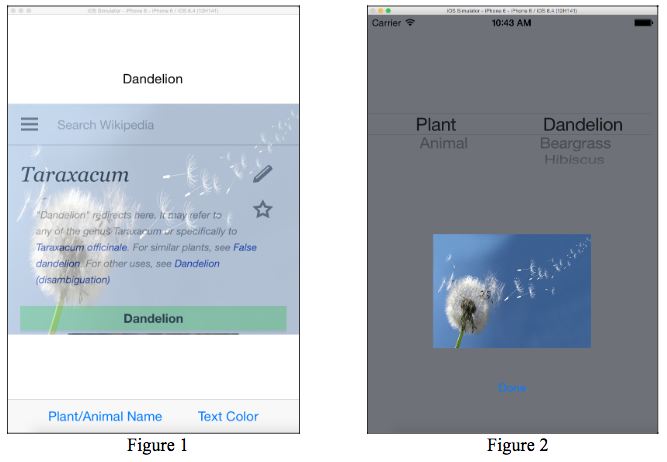 iOS Simulator - iPhone 6 - iPhone 6 / iOS 8.4 (12H141)
Dandelion
Search Wikipedia
Taraxacum
"Dandelion" redirects here. It may refer to
any of the genus Taraxacum or specifically to
Taraxacum officinale. For similar plants, see False
dandelion. For other uses, see Dandelion
(disambiguation)
Dandelion
Plant/Animal Name Text Color
Figure 1
iOS Simulator - iPhone 6 - iPhone 6 / iOS 8.4 (12H141)
Carrier 10:43 AM
Plant Dandelion
Animal Beargrass
Hibiscus
Done
Figure 2